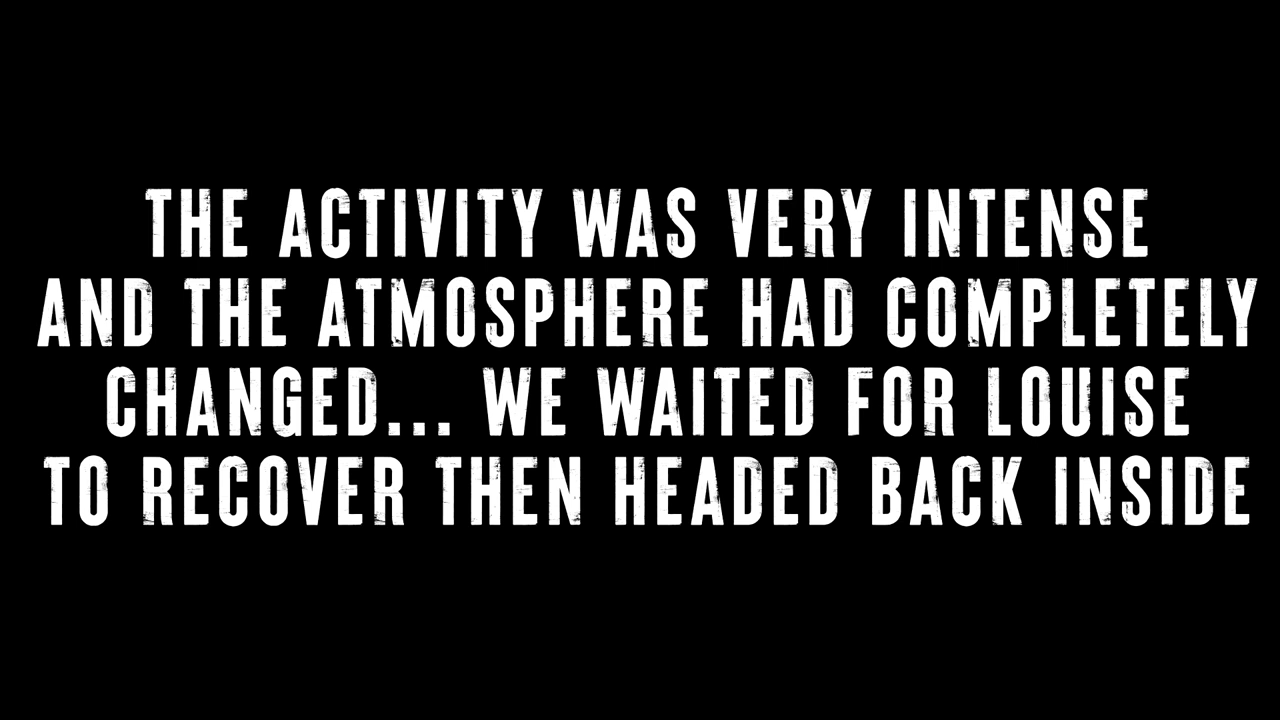 THE ACTIVITY WAS VERY INTENSE
AND THE ATMOSPHERE HAD COMPLETELY
CHANGED... WE WAITED FOR LOUISE
TO RECOVER THEN HEADED BACK INSIDE